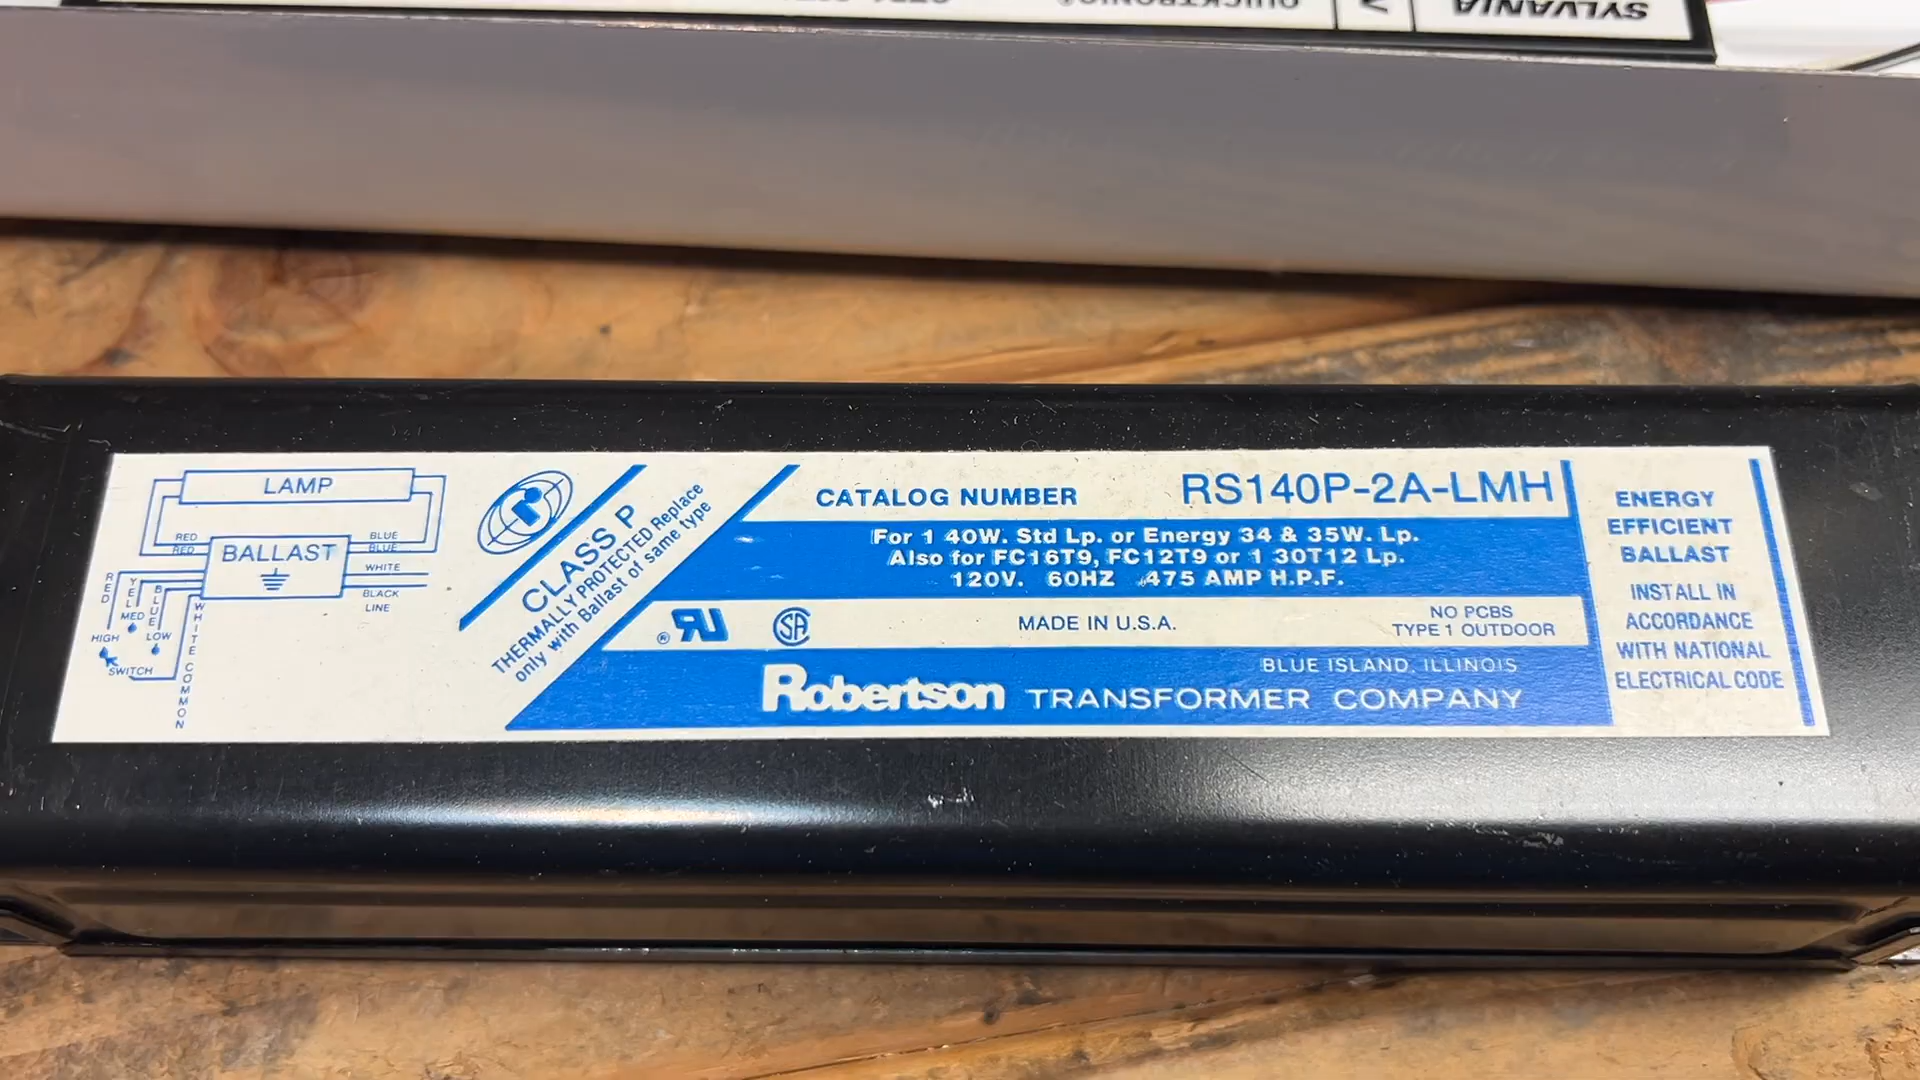 SYLVANIA
QUICKTRONIC®
LAMP
RED
RED
BLUE
BLUE
BALLAST
WHITE
BLACK
LINE
RED
YEL
BLUE
WHITE COMMON
HIGH
MED
LOW
SWITCH
CLASS P
THERMALLY PROTECTED Replace
only with Ballast of same type
CATALOG NUMBER RS140P-2A-LMH
For 1 40W. Std Lp. or Energy 34 & 35W. Lp.
Also for FC16T9, FC12T9 or 1 30T12 Lp.
120V. 60HZ .475 AMP H.P.F.
MADE IN U.S.A.
NO PCBS
TYPE 1 OUTDOOR
BLUE ISLAND, ILLINOIS
Robertson TRANSFORMER COMPANY
ENERGY
EFFICIENT
BALLAST
INSTALL IN
ACCORDANCE
WITH NATIONAL
ELECTRICAL CODE